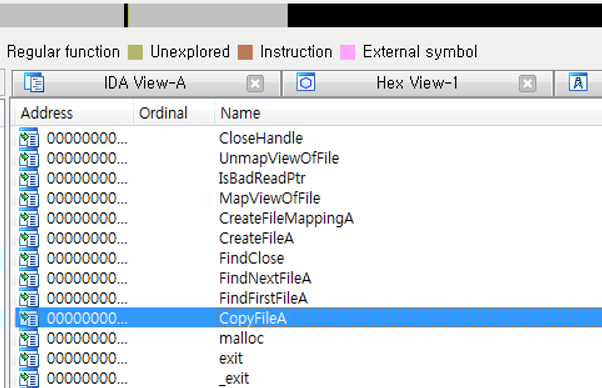 Regular function Unexplored Instruction External symbol
IDA View-A Hex View-1
Address Ordinal Name
00000000... CloseHandle
00000000... UnmapViewOfFile
00000000... IsBadReadPtr
00000000... MapViewOfFile
00000000... CreateFileMappingA
00000000... CreateFileA
00000000... FindClose
00000000... FindNextFileA
00000000... FindFirstFileA
00000000... CopyFileA
00000000... malloc
00000000... exit
00000000... _exit